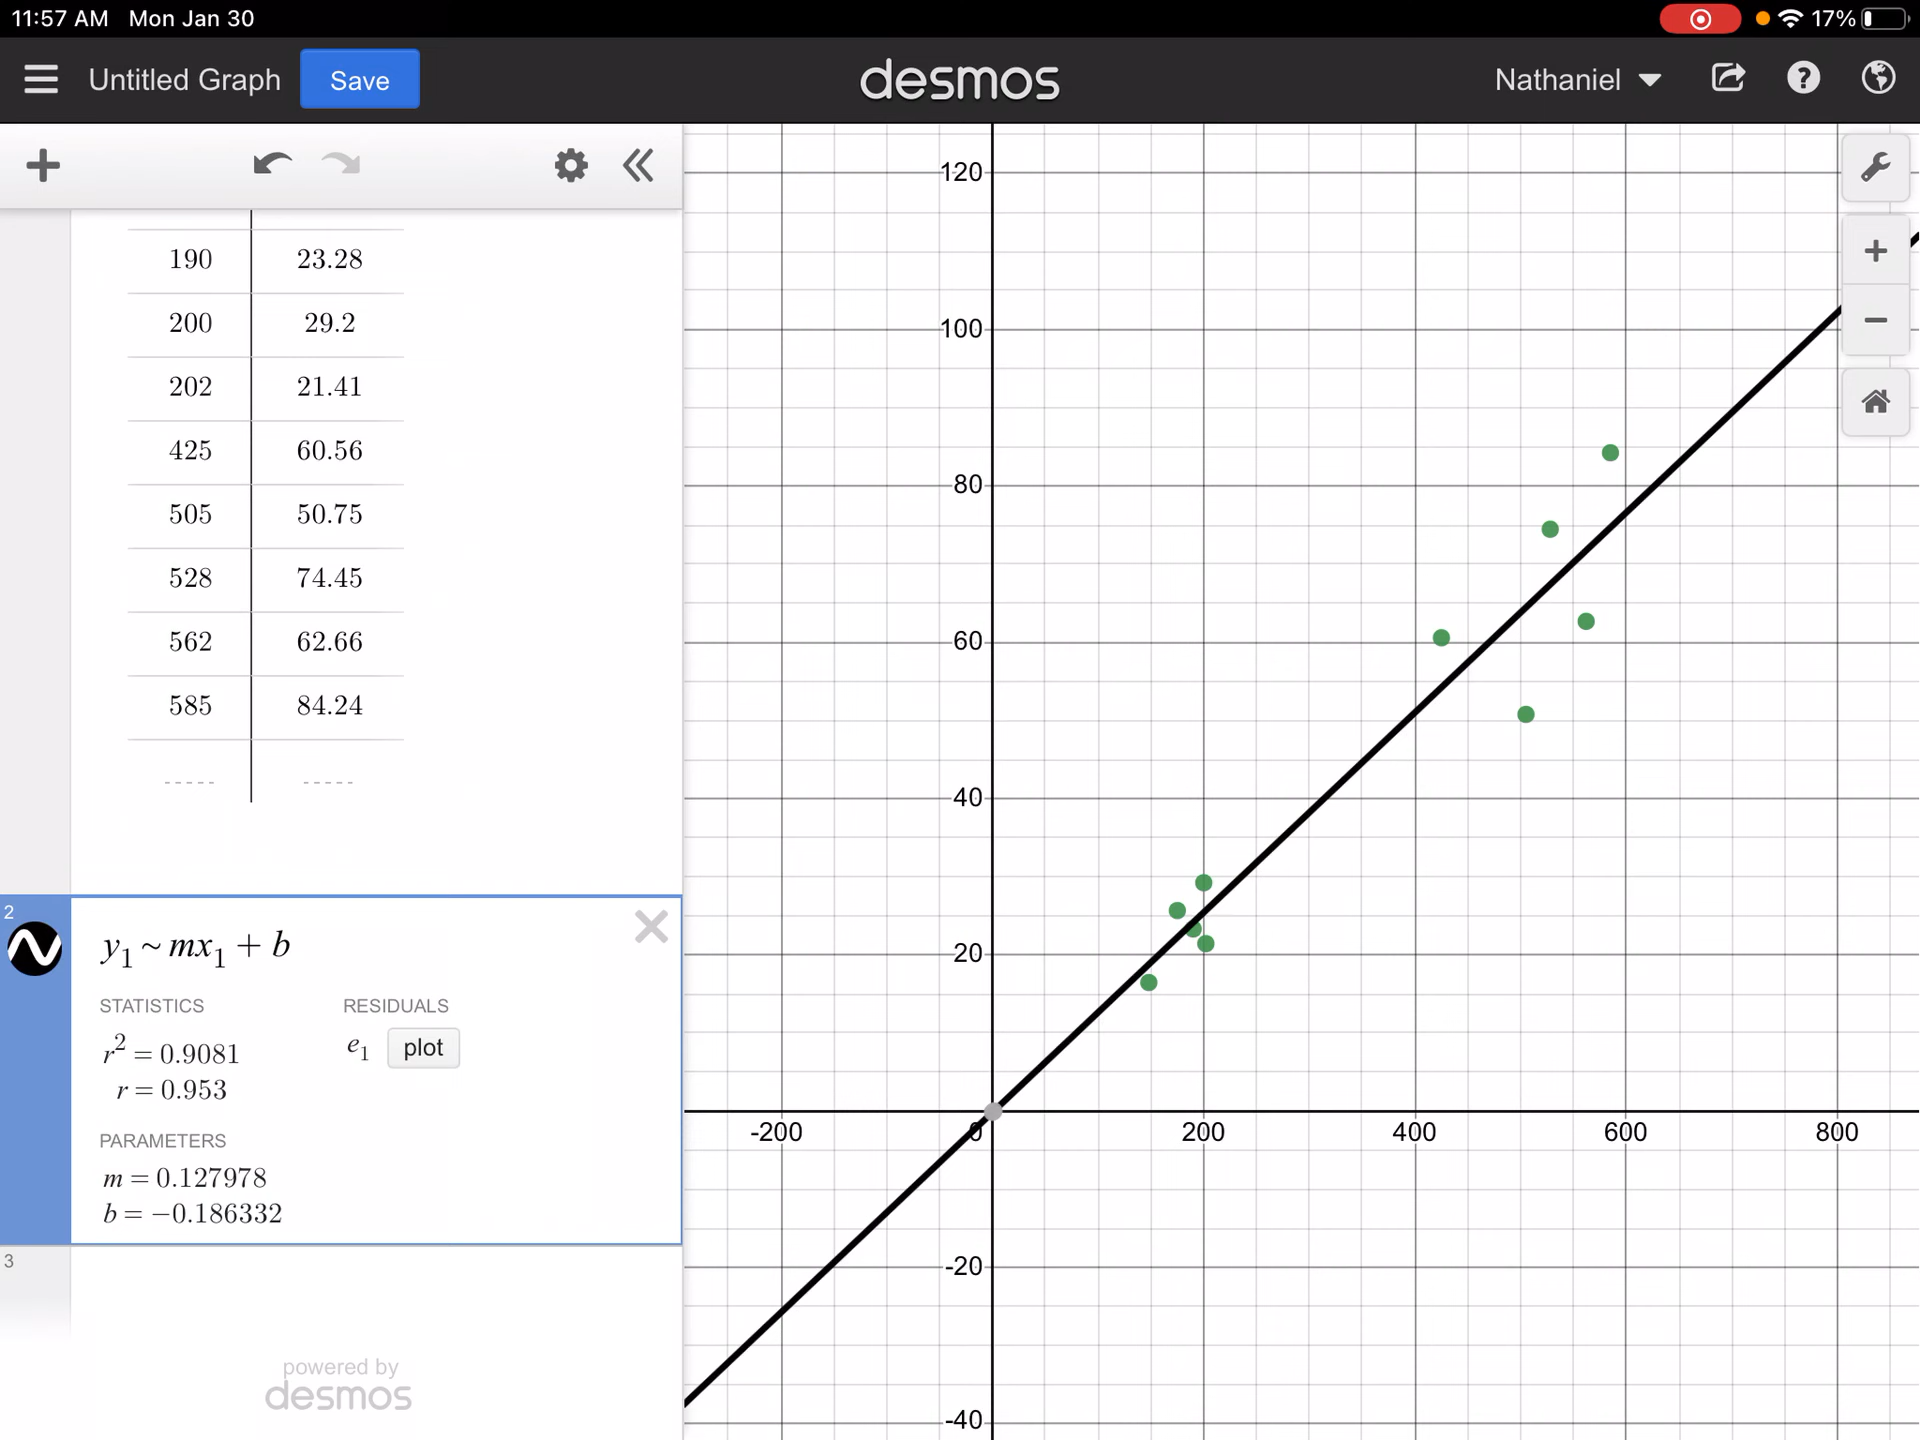 11:57 AM Mon Jan 30
17%
Untitled Graph Save desmos Nathaniel
190 23.28
200 29.2
202 21.41
425 60.56
505 50.75
528 74.45
562 62.66
585 84.24
2
y₁ ~ mx₁ + b
STATISTICS RESIDUALS
r² = 0.9081 e₁ plot
r = 0.953
PARAMETERS
m = 0.127978
b = −0.186332
3
powered by
desmos
120
100
80
60
40
20
-200 0 200 400 600 800
-20
-40